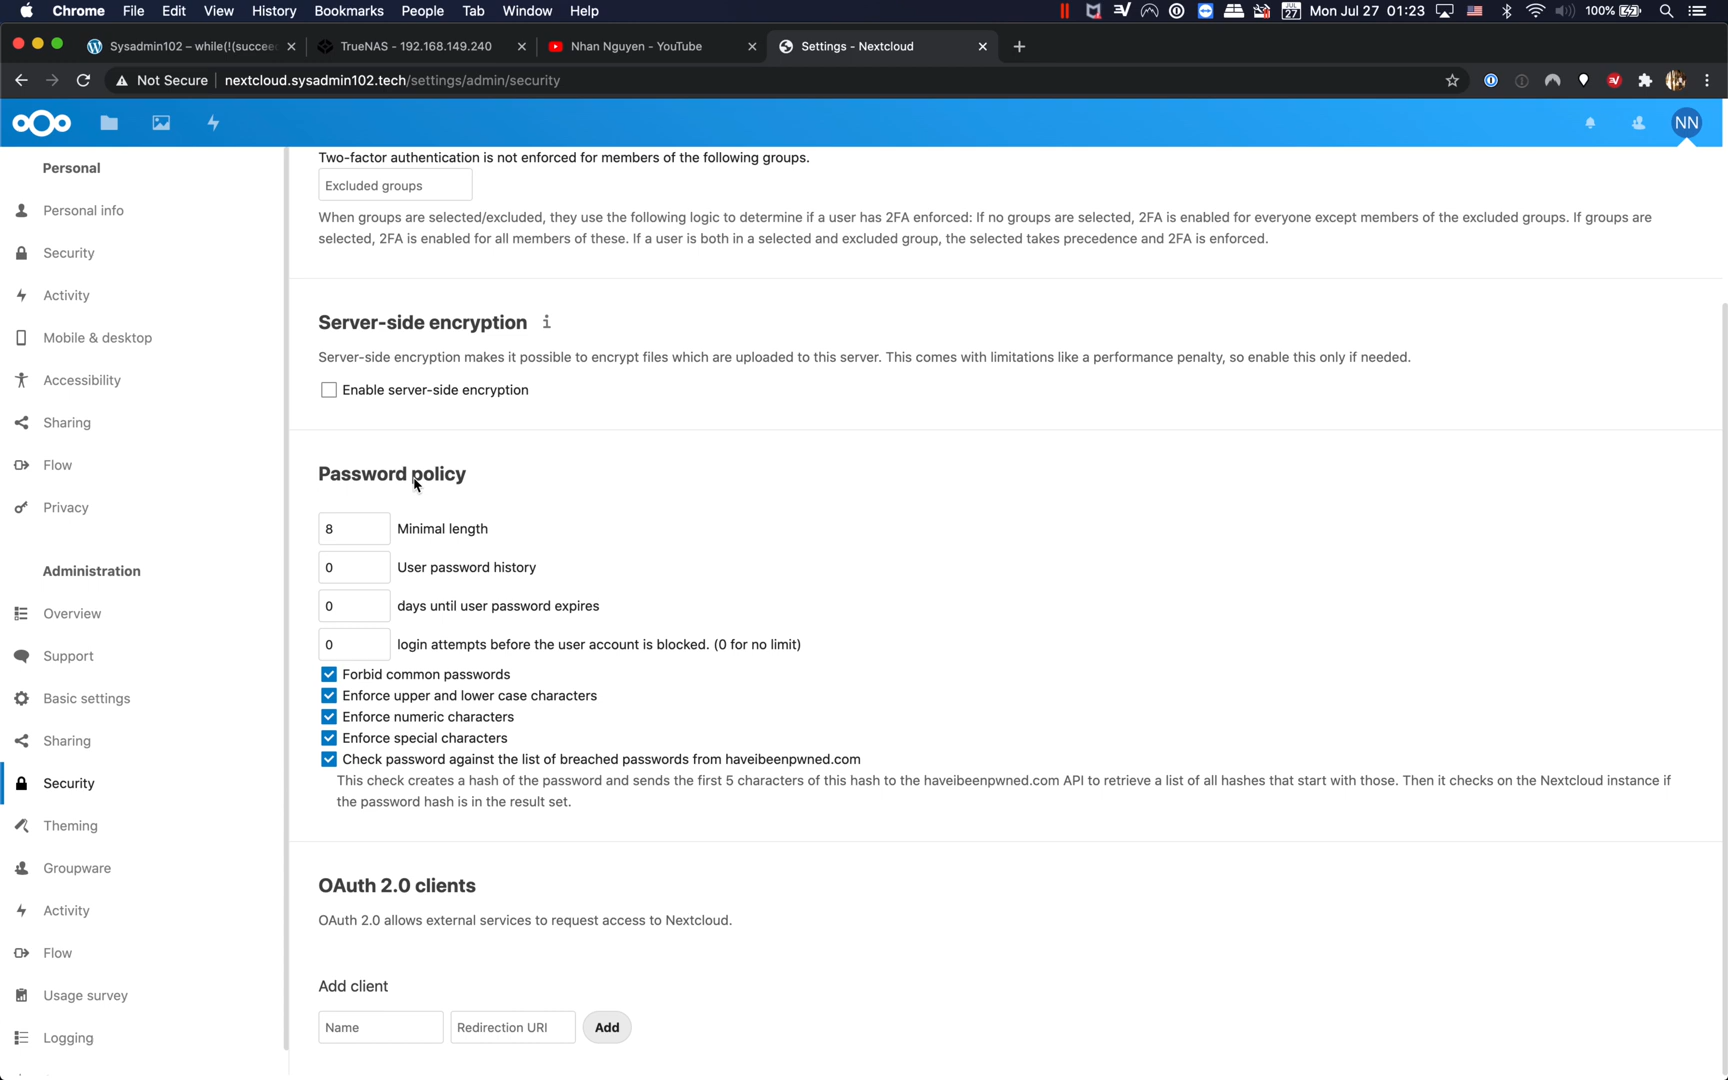 Chrome File Edit View History Bookmarks People Tab Window Help
JUL 27 Mon Jul 27 01:23 100%
Sysadmin102 – while(!(succee
TrueNAS - 192.168.149.240
Nhan Nguyen - YouTube
Settings - Nextcloud
Not Secure nextcloud.sysadmin102.tech/settings/admin/security
NN
Personal
Personal info
Security
Activity
Mobile & desktop
Accessibility
Sharing
Flow
Privacy
Administration
Overview
Support
Basic settings
Sharing
Security
Theming
Groupware
Activity
Flow
Usage survey
Logging
Two-factor authentication is not enforced for members of the following groups.
Excluded groups
When groups are selected/excluded, they use the following logic to determine if a user has 2FA enforced: If no groups are selected, 2FA is enabled for everyone except members of the excluded groups. If groups are
selected, 2FA is enabled for all members of these. If a user is both in a selected and excluded group, the selected takes precedence and 2FA is enforced.
Server-side encryption i
Server-side encryption makes it possible to encrypt files which are uploaded to this server. This comes with limitations like a performance penalty, so enable this only if needed.
Enable server-side encryption
Password policy
8 Minimal length
0 User password history
0 days until user password expires
0 login attempts before the user account is blocked. (0 for no limit)
Forbid common passwords
Enforce upper and lower case characters
Enforce numeric characters
Enforce special characters
Check password against the list of breached passwords from haveibeenpwned.com
This check creates a hash of the password and sends the first 5 characters of this hash to the haveibeenpwned.com API to retrieve a list of all hashes that start with those. Then it checks on the Nextcloud instance if
the password hash is in the result set.
OAuth 2.0 clients
OAuth 2.0 allows external services to request access to Nextcloud.
Add client
Name Redirection URI Add